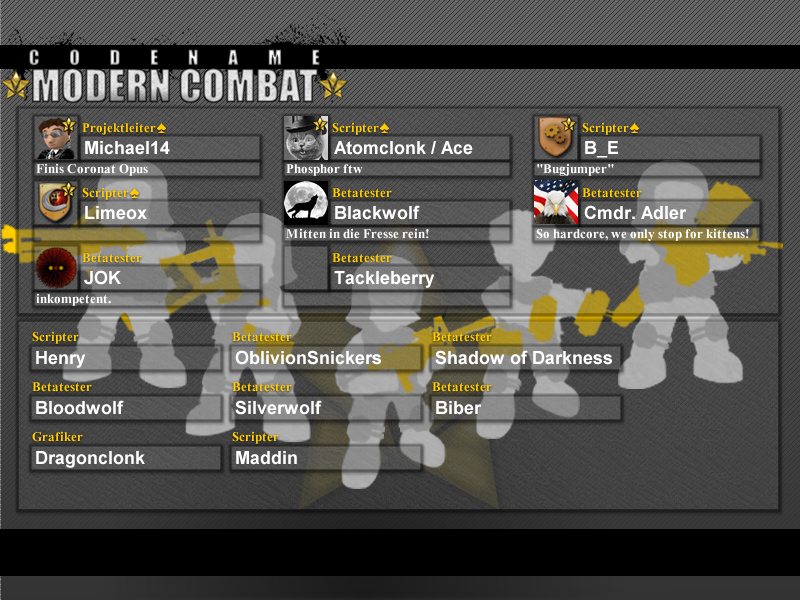 CODENAME
MODERN COMBAT
Projektleiter♠
Michael14
Finis Coronat Opus
Scripter♠
Atomclonk / Ace
Phosphor ftw
Scripter♠
B_E
"Bugjumper"
Scripter♠
Limeox
Betatester
Blackwolf
Mitten in die Fresse rein!
Betatester
Cmdr. Adler
So hardcore, we only stop for kittens!
Betatester
JOK
inkompetent.
Betatester
Tackleberry
Scripter
Henry
Betatester
OblivionSnickers
Betatester
Shadow of Darkness
Betatester
Bloodwolf
Betatester
Silverwolf
Betatester
Biber
Grafiker
Dragonclonk
Scripter
Maddin